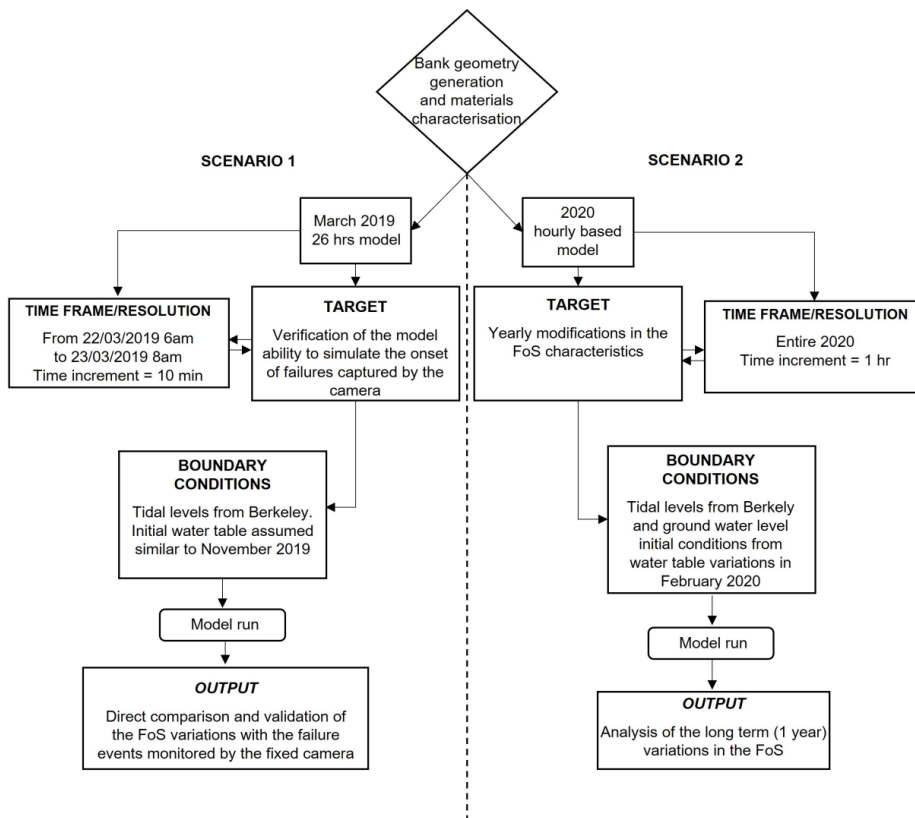 Bank geometry
generation
and materials
characterisation
SCENARIO 1
March 2019
26 hrs model
TIME FRAME/RESOLUTION
From 22/03/2019 6am
to 23/03/2019 8am
Time increment = 10 min
TARGET
Verification of the model
ability to simulate the onset
of failures captured by the
camera
BOUNDARY
CONDITIONS
Tidal levels from Berkeley.
Initial water table assumed
similar to November 2019
Model run
OUTPUT
Direct comparison and validation of
the FoS variations with the failure
events monitored by the fixed camera
SCENARIO 2
2020
hourly based
model
TARGET
Yearly modifications in the
FoS characteristics
TIME FRAME/RESOLUTION
Entire 2020
Time increment = 1 hr
BOUNDARY
CONDITIONS
Tidal levels from Berkely
and ground water level
initial conditions from
water table variations in
February 2020
Model run
OUTPUT
Analysis of the long term (1 year)
variations in the FoS